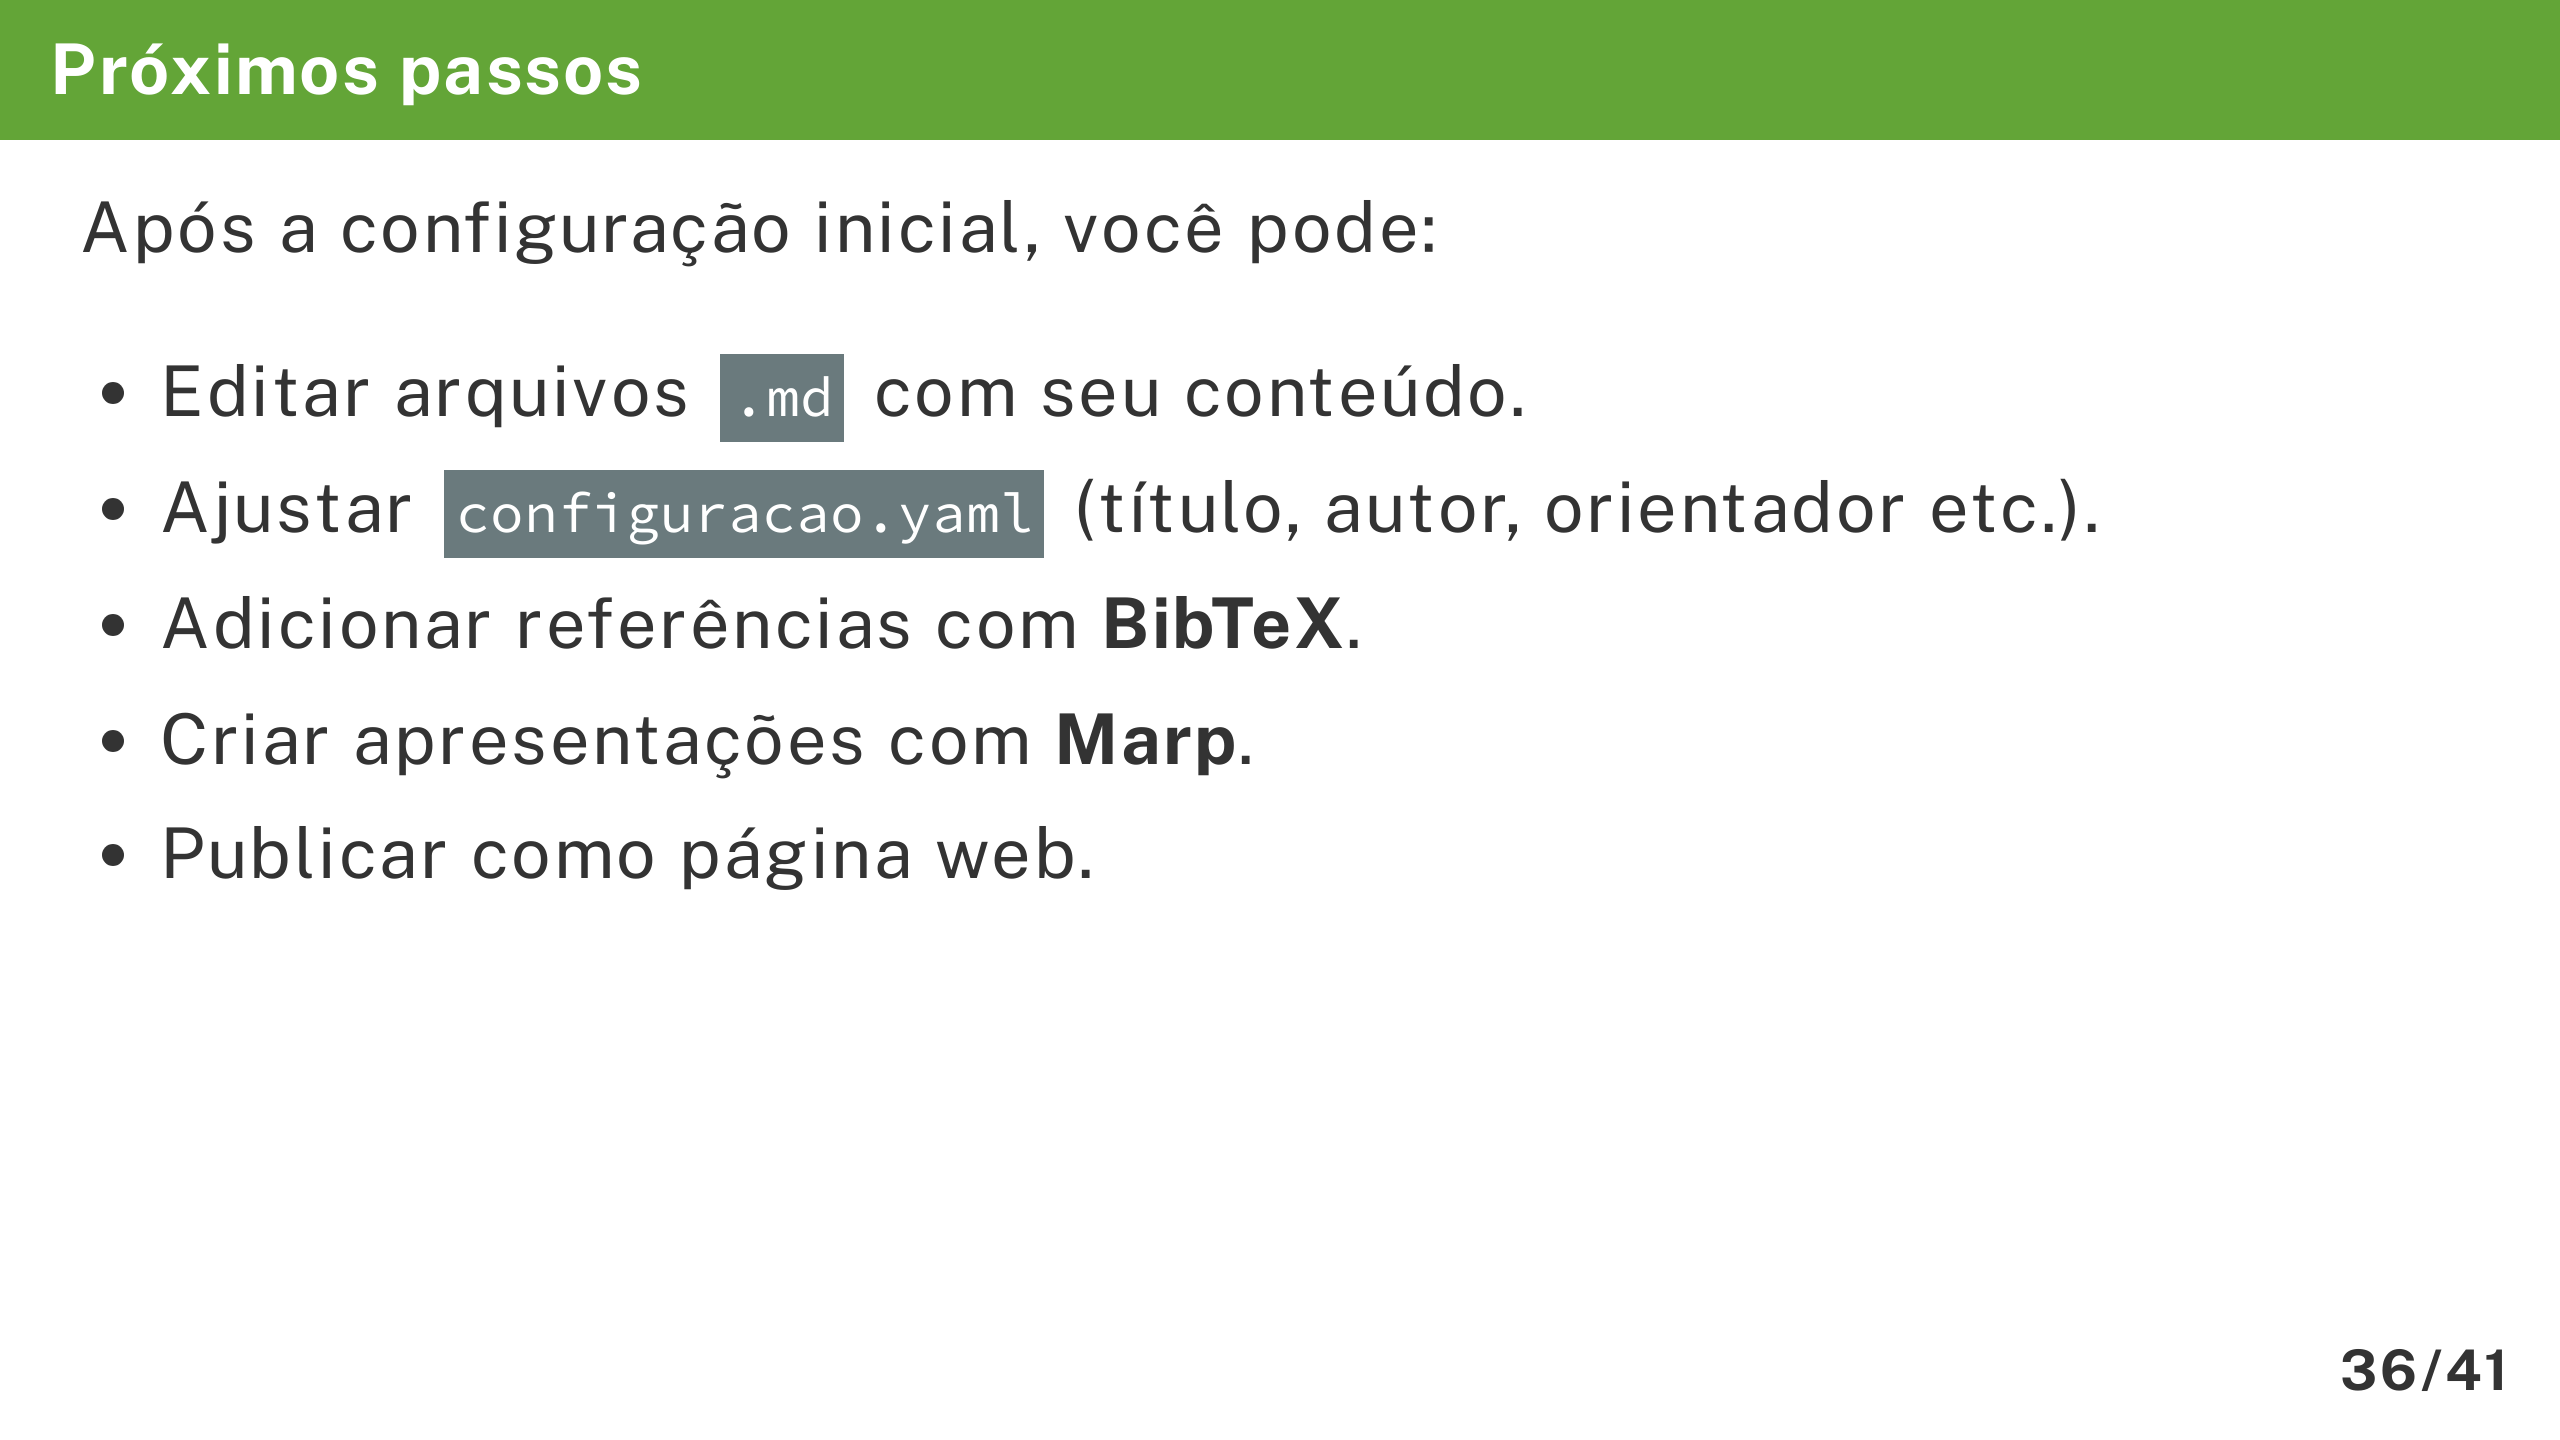 Próximos passos
Após a configuração inicial, você pode:
• Editar arquivos .md com seu conteúdo.
• Ajustar configuracao.yaml (título, autor, orientador etc.).
• Adicionar referências com BibTeX.
• Criar apresentações com Marp.
• Publicar como página web.
36/41